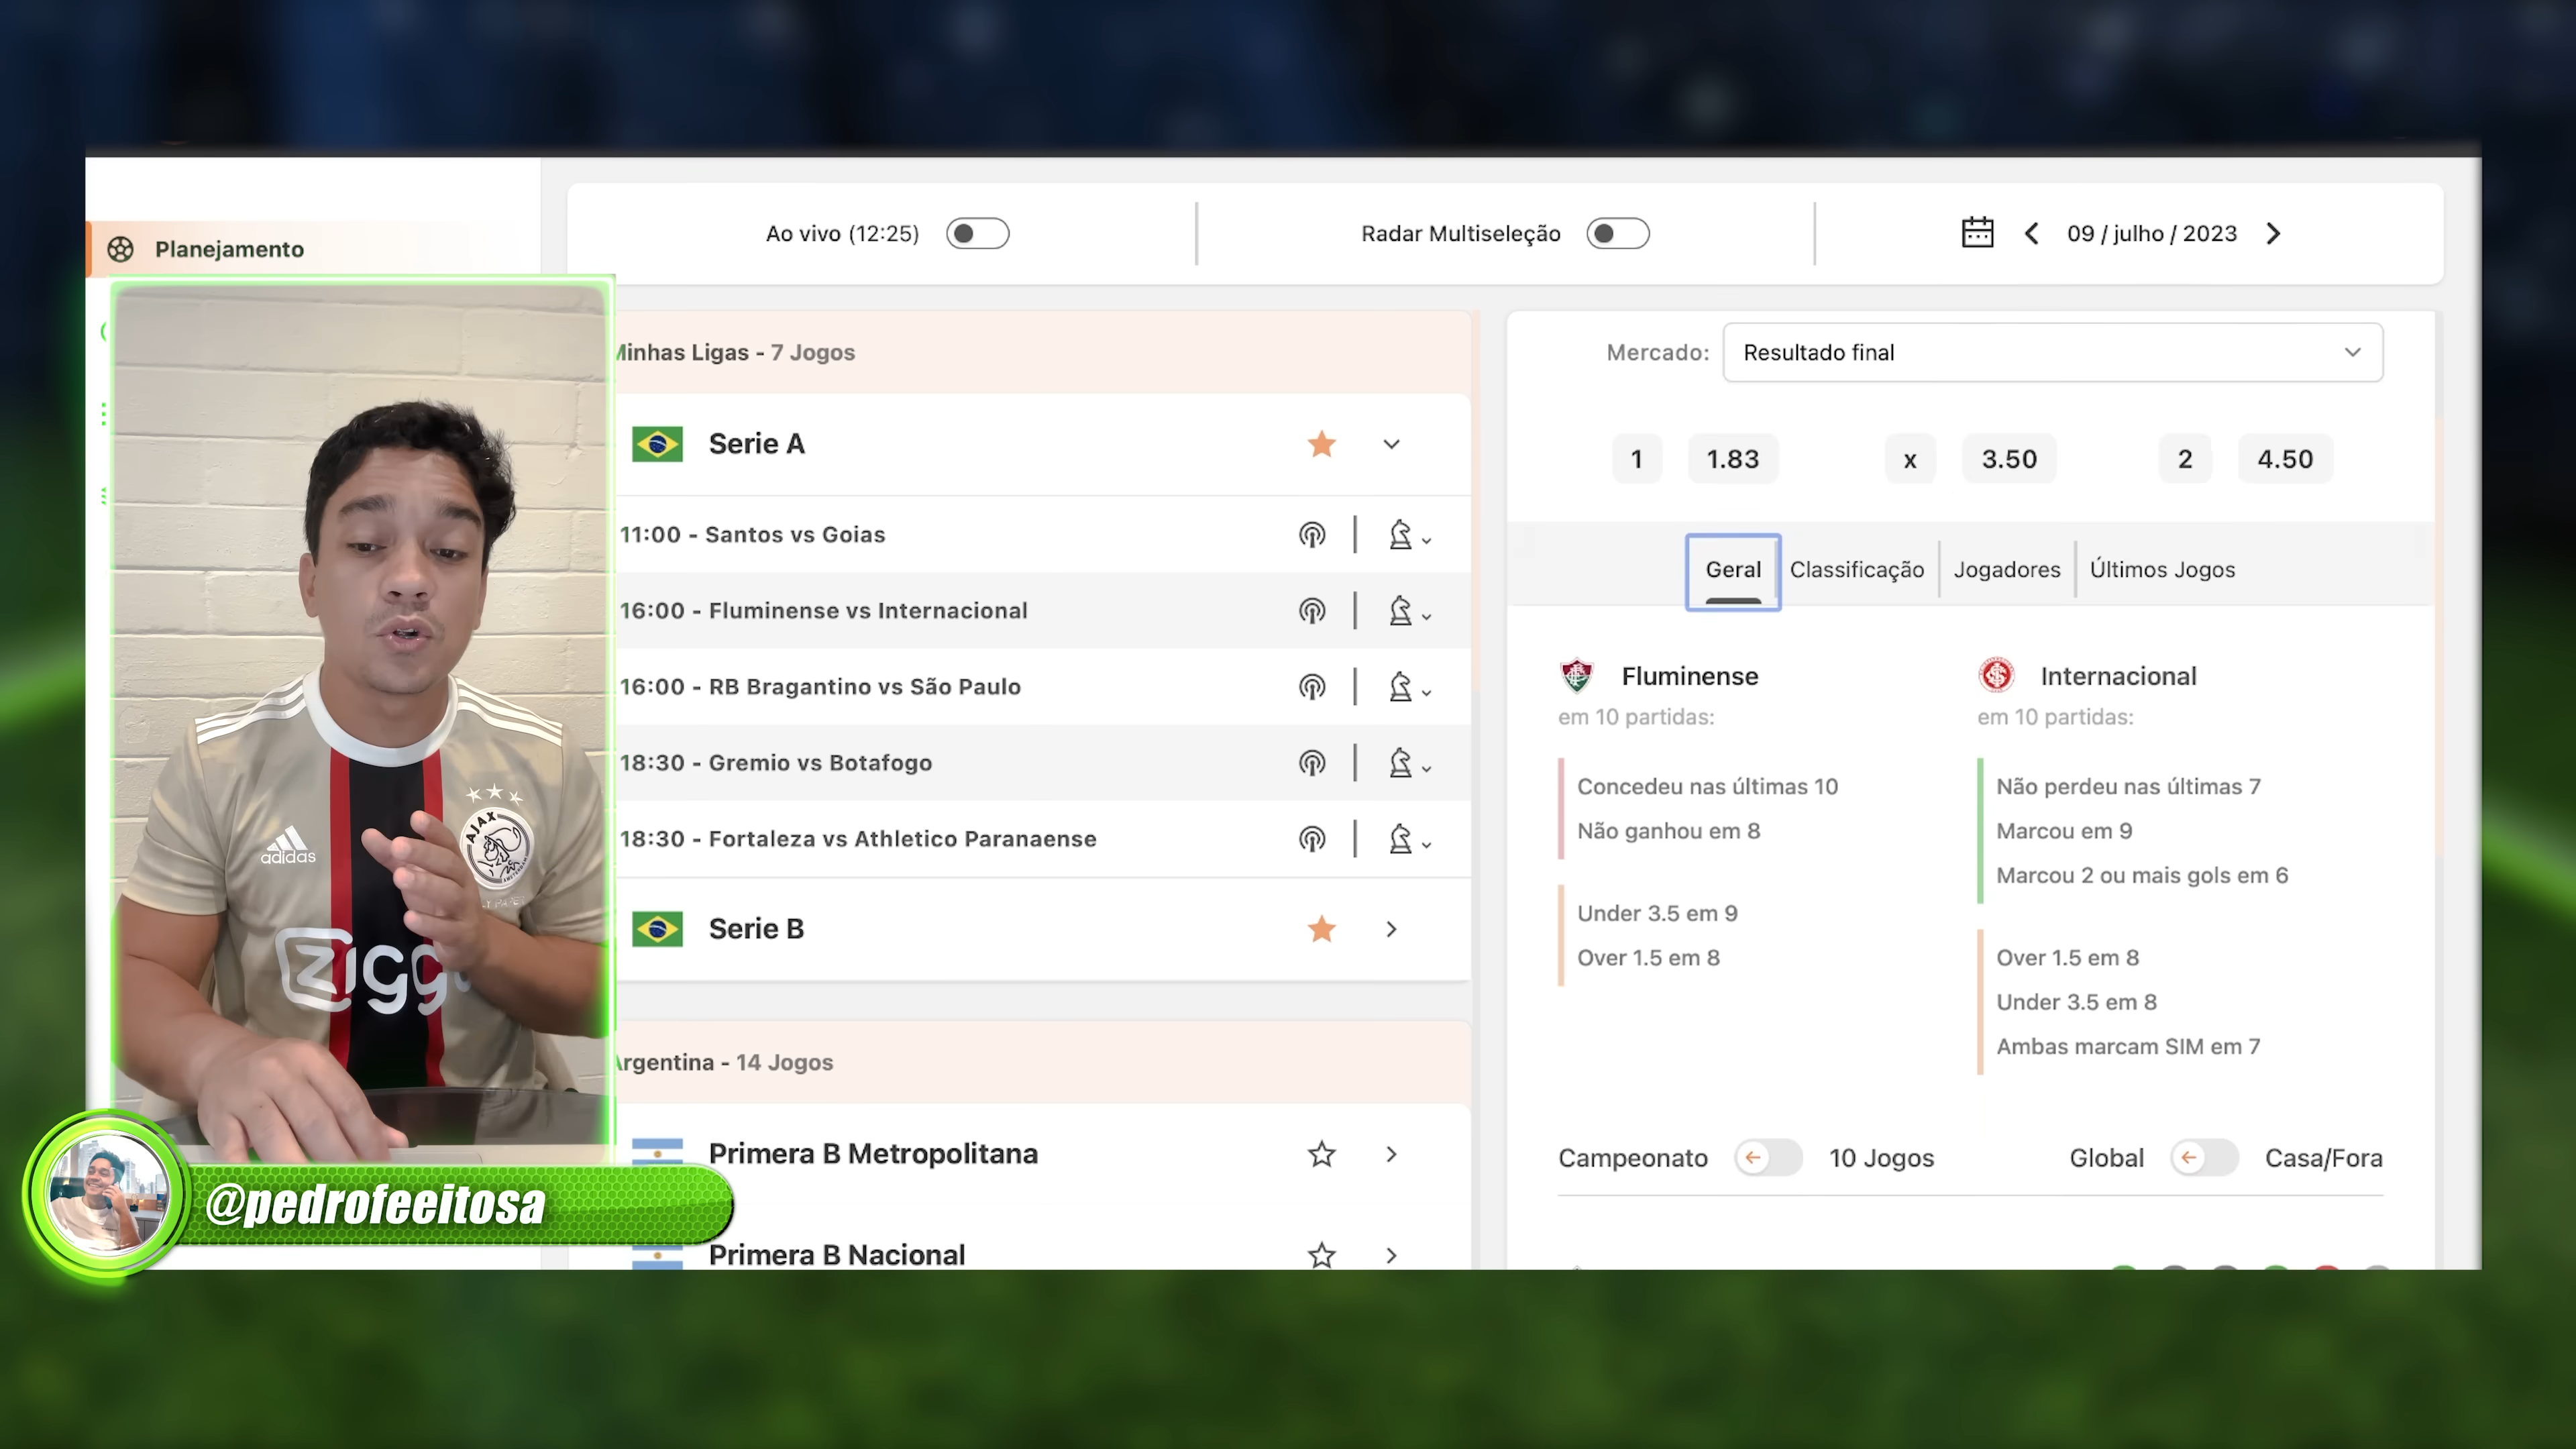 Planejamento
Ao vivo (12:25)
Radar Multiseleção
09 / julho / 2023
Minhas Ligas - 7 Jogos
Serie A
11:00 - Santos vs Goias
16:00 - Fluminense vs Internacional
16:00 - RB Bragantino vs São Paulo
18:30 - Gremio vs Botafogo
18:30 - Fortaleza vs Athletico Paranaense
Serie B
Argentina - 14 Jogos
Primera B Metropolitana
Primera B Nacional
Mercado: Resultado final
1 1.83 x 3.50 2 4.50
Geral Classificação Jogadores Últimos Jogos
Fluminense
em 10 partidas:
Concedeu nas últimas 10
Não ganhou em 8
Under 3.5 em 9
Over 1.5 em 8
Internacional
em 10 partidas:
Não perdeu nas últimas 7
Marcou em 9
Marcou 2 ou mais gols em 6
Over 1.5 em 8
Under 3.5 em 8
Ambas marcam SIM em 7
Campeonato 10 Jogos Global Casa/Fora
adidas
AJAX
Zigg
@pedrofeeitosa